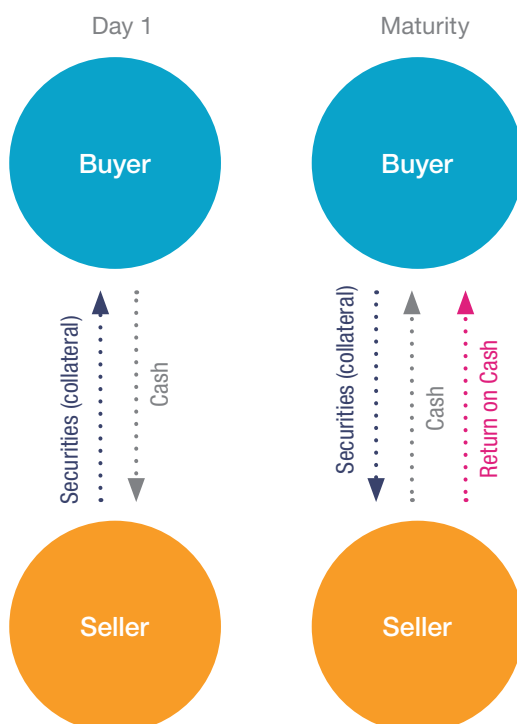 Day 1
Maturity
Buyer
Buyer
Securities (collateral)
Cash
Securities (collateral)
Cash
Return on Cash
Seller
Seller